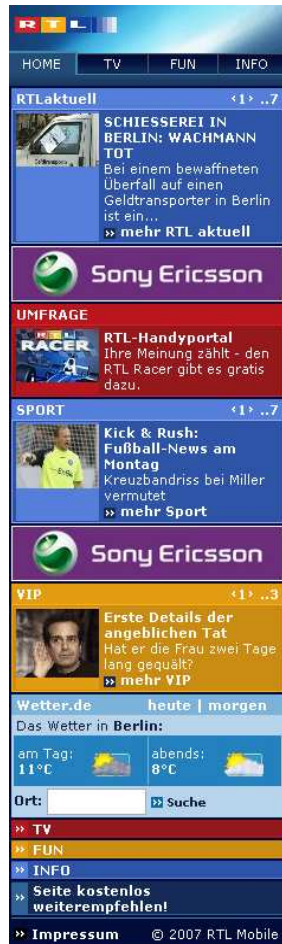 RTL
HOME TV FUN INFO
RTLaktuell ‹1› ..7
SCHIESSEREI IN
BERLIN: WACHMANN
TOT
Bei einem bewaffneten
Überfall auf einen
Geldtransporter in Berlin
ist ein...
» mehr RTL aktuell
Geldtransporte
Sony Ericsson
UMFRAGE
RTL
RACER
RTL-Handyportal
Ihre Meinung zählt - den
RTL Racer gibt es gratis
dazu.
SPORT ‹1› ..7
Kick & Rush:
Fußball-News am
Montag
Kreuzbandriss bei Miller
vermutet
» mehr Sport
Sony Ericsson
VIP ‹1› ..3
Erste Details der
angeblichen Tat
Hat er die Frau zwei Tage
lang gequält?
» mehr VIP
Wetter.de heute | morgen
Das Wetter in Berlin:
am Tag: abends:
11°C 8°C
Ort: » Suche
» TV
» FUN
» INFO
» Seite kostenlos
weiterempfehlen!
» Impressum © 2007 RTL Mobile